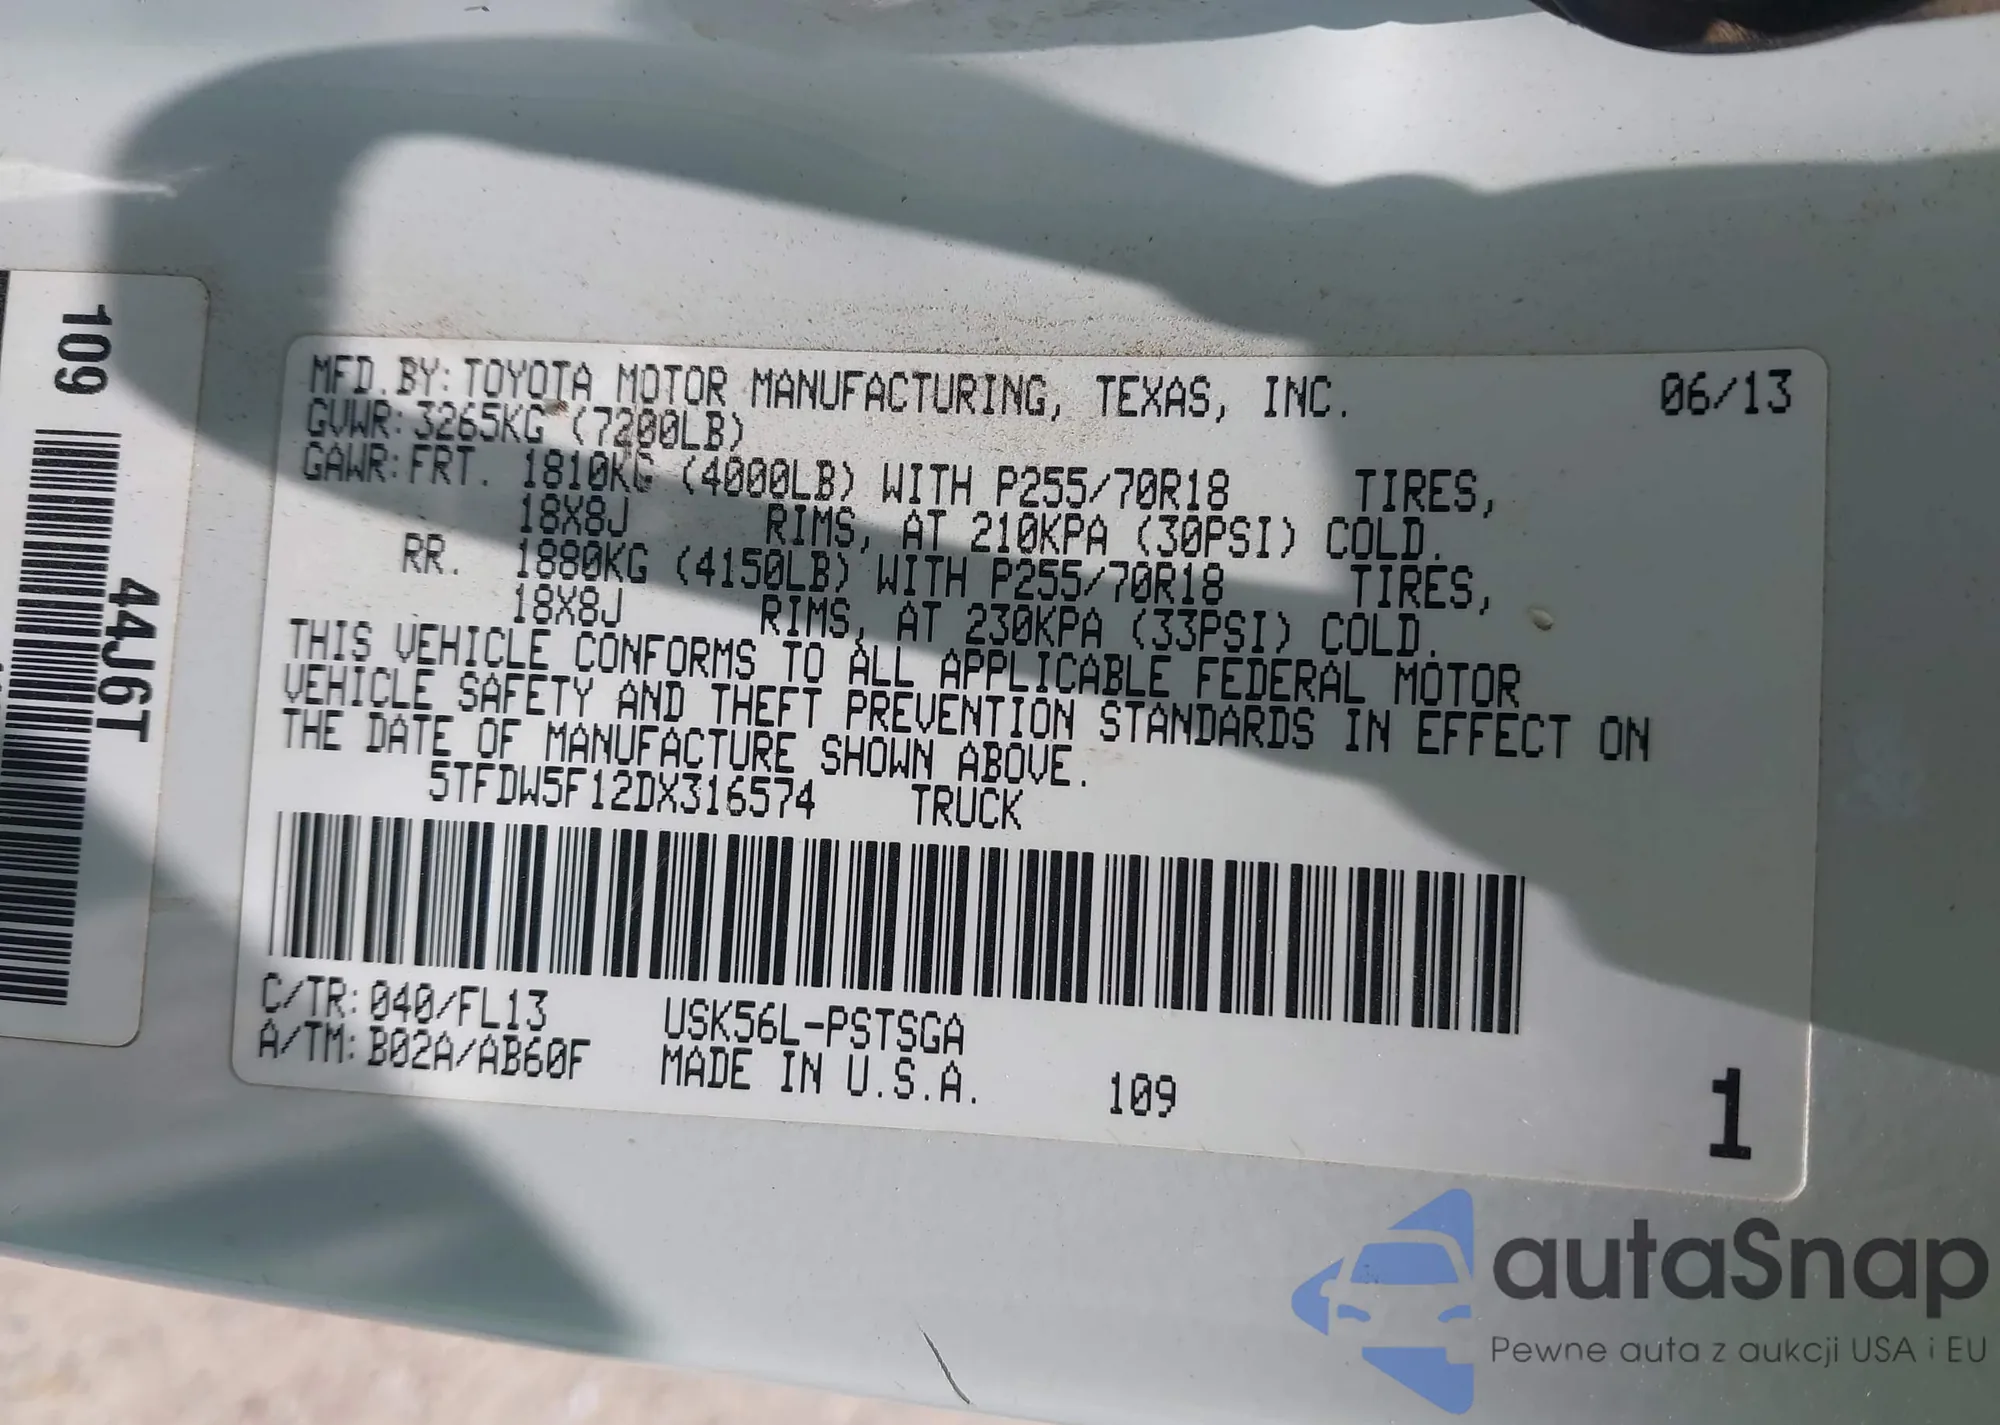 109
44J6T
MFD. BY: TOYOTA MOTOR MANUFACTURING, TEXAS, INC. 06/13
GVWR: 3265KG (7200LB)
GAWR: FRT. 1810KG (4000LB) WITH P255/70R18 TIRES,
18X8J RIMS, AT 210KPA (30PSI) COLD.
RR. 1880KG (4150LB) WITH P255/70R18 TIRES,
18X8J RIMS, AT 230KPA (33PSI) COLD.
THIS VEHICLE CONFORMS TO ALL APPLICABLE FEDERAL MOTOR
VEHICLE SAFETY AND THEFT PREVENTION STANDARDS IN EFFECT ON
THE DATE OF MANUFACTURE SHOWN ABOVE.
5TFDW5F12DX316574 TRUCK
C/TR: 040/FL13 USK56L-PSTSGA
A/TM: B02A/AB60F MADE IN U.S.A. 109
1
autaSnap
Pewne auta z aukcji USA i EU